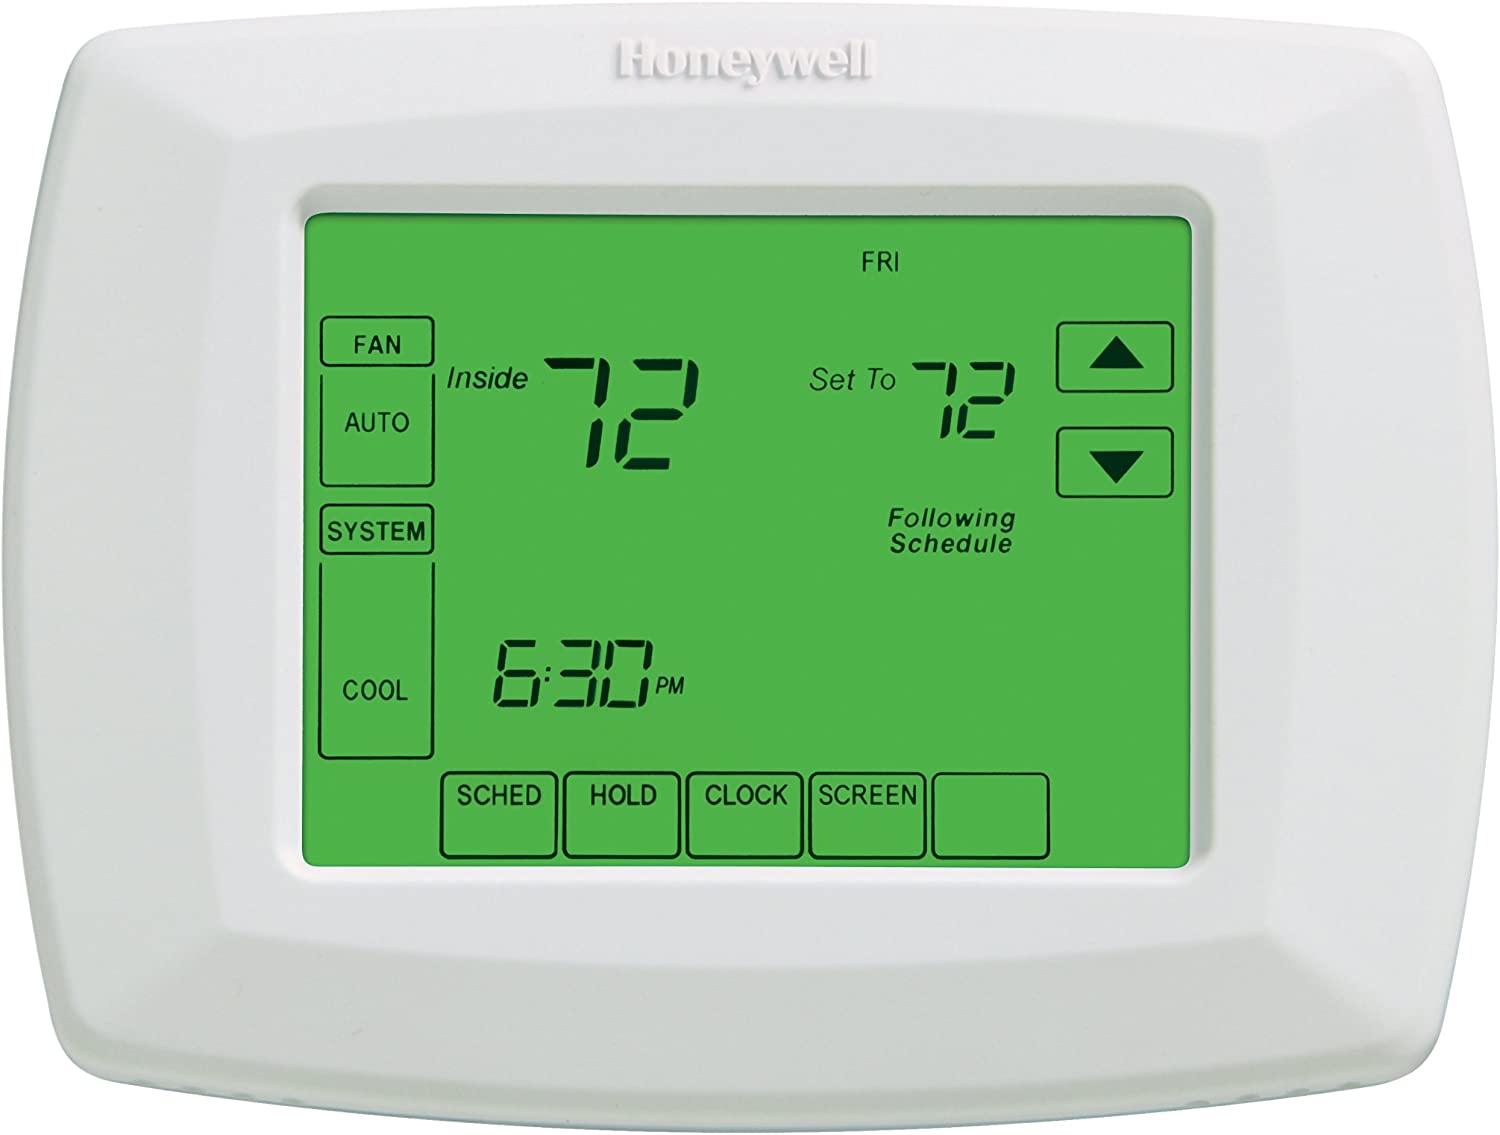 Honeywell
FRI
FAN
AUTO
Inside 72
Set To 72
Following
Schedule
SYSTEM
COOL
6:30 PM
SCHED HOLD CLOCK SCREEN